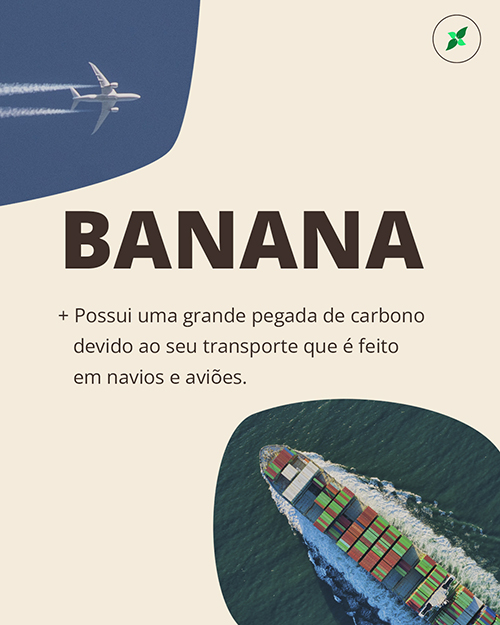 BANANA
+ Possui uma grande pegada de carbono
devido ao seu transporte que é feito
em navios e aviões.